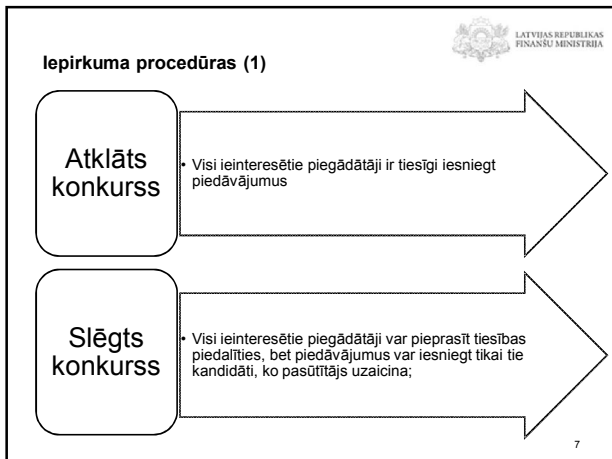 LATVIJAS REPUBLIKAS
FINANŠU MINISTRIJA
Iepirkuma procedūras (1)
Atklāts
konkurss
• Visi ieinteresētie piegādātāji ir tiesīgi iesniegt
piedāvājumus
Slēgts
konkurss
• Visi ieinteresētie piegādātāji var pieprasīt tiesības
piedalīties, bet piedāvājumus var iesniegt tikai tie
kandidāti, ko pasūtītājs uzaicina;
7